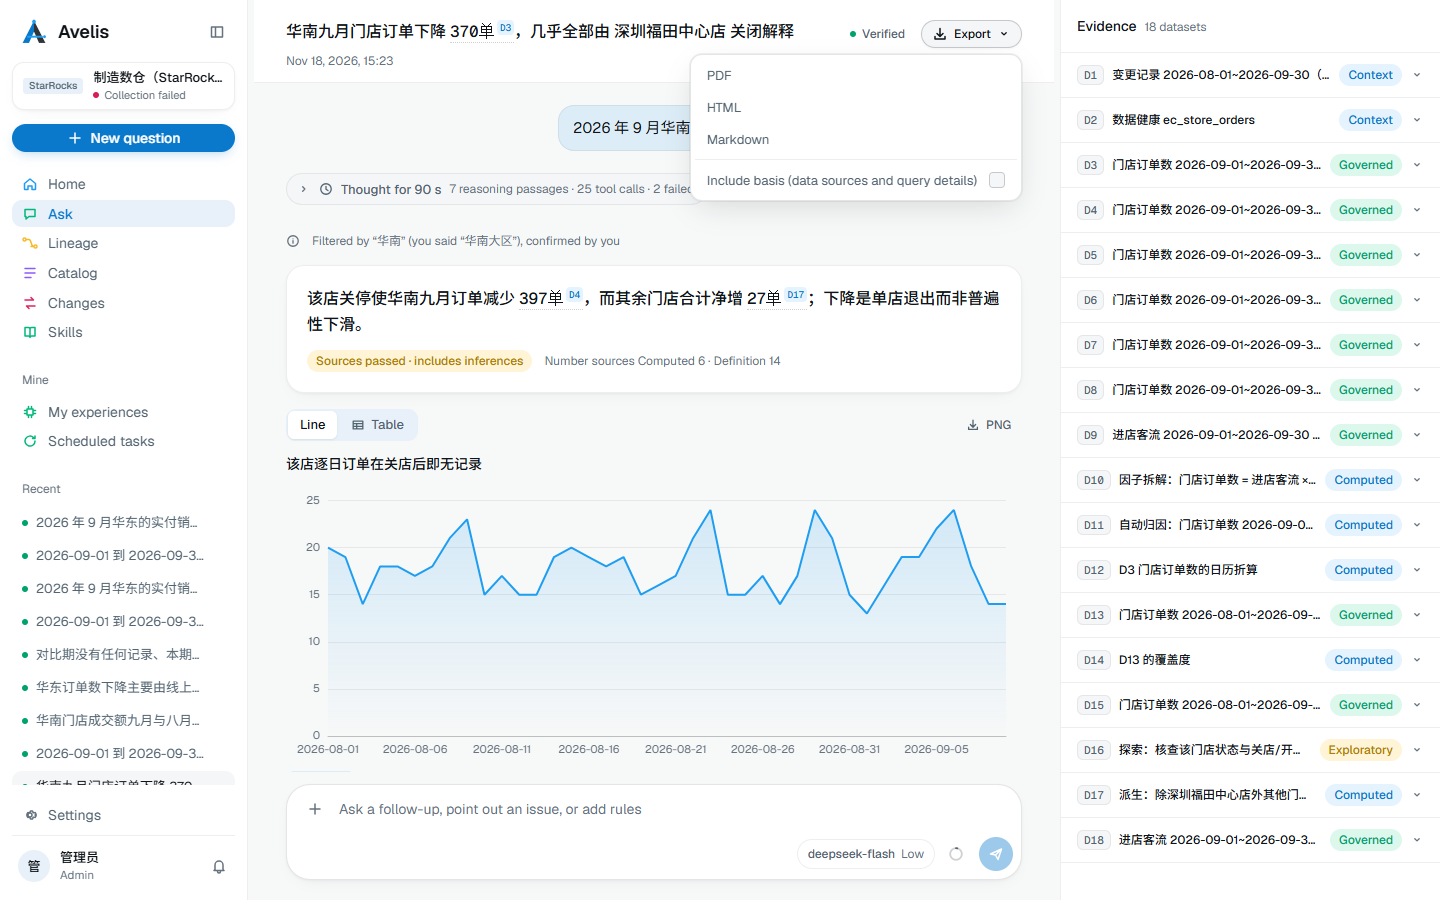 Avelis
StarRocks
制造数仓（StarRock...
Collection failed
New question
Home
Ask
Lineage
Catalog
Changes
Skills
Mine
My experiences
Scheduled tasks
Recent
2026 年 9 月华东的实付销...
2026-09-01 到 2026-09-3...
2026 年 9 月华东的实付销...
2026-09-01 到 2026-09-3...
对比期没有任何记录、本期...
华东订单数下降主要由线上...
华南门店成交额九月与八月...
2026-09-01 到 2026-09-3...
华南九月门店订单下降 370...
Settings
管
管理员
Admin
华南九月门店订单下降 370单 D3，几乎全部由 深圳福田中心店 关闭解释
Nov 18, 2026, 15:23
Verified
Export
PDF
HTML
Markdown
Include basis (data sources and query details)
2026 年 9 月华南
Thought for 90 s 7 reasoning passages · 25 tool calls · 2 failed
Filtered by “华南” (you said “华南大区”), confirmed by you
该店关停使华南九月订单减少 397单 D4，而其余门店合计净增 27单 D17；下降是单店退出而非普遍
性下滑。
Sources passed · includes inferences
Number sources Computed 6 · Definition 14
Line
Table
PNG
该店逐日订单在关店后即无记录
25
20
15
10
5
0
2026-08-01 2026-08-06 2026-08-11 2026-08-16 2026-08-21 2026-08-26 2026-08-31 2026-09-05
Ask a follow-up, point out an issue, or add rules
deepseek-flash Low
Evidence 18 datasets
D1 变更记录 2026-08-01~2026-09-30（... Context
D2 数据健康 ec_store_orders Context
D3 门店订单数 2026-09-01~2026-09-3... Governed
D4 门店订单数 2026-09-01~2026-09-3... Governed
D5 门店订单数 2026-09-01~2026-09-3... Governed
D6 门店订单数 2026-09-01~2026-09-3... Governed
D7 门店订单数 2026-09-01~2026-09-3... Governed
D8 门店订单数 2026-09-01~2026-09-3... Governed
D9 进店客流 2026-09-01~2026-09-30 ... Governed
D10 因子拆解：门店订单数 = 进店客流 ×... Computed
D11 自动归因：门店订单数 2026-09-0... Computed
D12 D3 门店订单数的日历折算 Computed
D13 门店订单数 2026-08-01~2026-09-... Governed
D14 D13 的覆盖度 Computed
D15 门店订单数 2026-08-01~2026-09-... Governed
D16 探索：核查该门店状态与关店/开... Exploratory
D17 派生：除深圳福田中心店外其他门... Computed
D18 进店客流 2026-09-01~2026-09-3... Governed